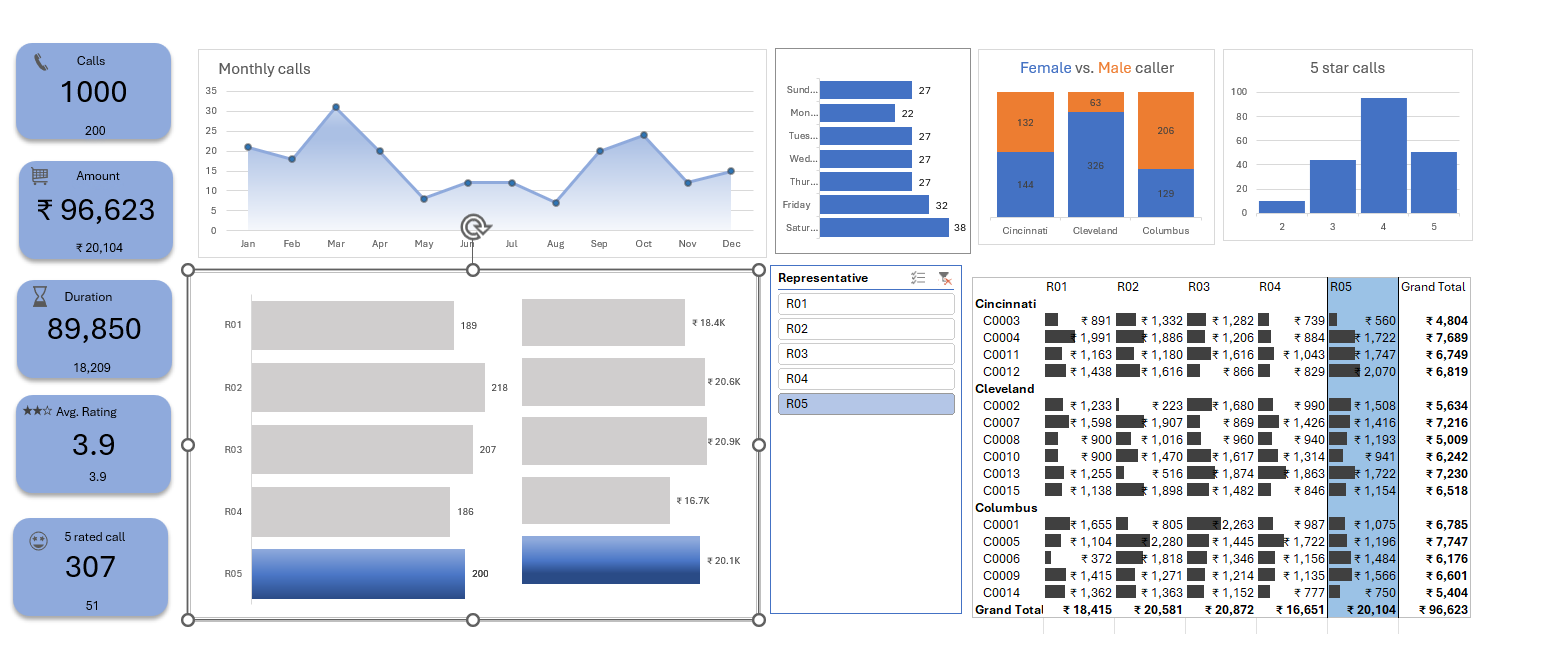 Calls
1000
200
Amount
₹ 96,623
₹ 20,104
Duration
89,850
18,209
Avg. Rating
3.9
3.9
5 rated call
307
51
Monthly calls
35
30
25
20
15
10
5
0
Jan Feb Mar Apr May Jun Jul Aug Sep Oct Nov Dec
Sund... 27
Mon... 22
Tues... 27
Wed... 27
Thur... 27
Friday 32
Satur... 38
Female vs. Male caller
132 63 206
144 326 129
Cincinnati Cleveland Columbus
5 star calls
100
80
60
40
20
0
2 3 4 5
R01 189
R02 218
R03 207
R04 186
R05 200
₹ 18.4K
₹ 20.6K
₹ 20.9K
₹ 16.7K
₹ 20.1K
Representative
R01
R02
R03
R04
R05
R01 R02 R03 R04 R05 Grand Total
Cincinnati
C0003 ₹ 891 ₹ 1,332 ₹ 1,282 ₹ 739 ₹ 560 ₹ 4,804
C0004 ₹ 1,991 ₹ 1,886 ₹ 1,206 ₹ 884 ₹ 1,722 ₹ 7,689
C0011 ₹ 1,163 ₹ 1,180 ₹ 1,616 ₹ 1,043 ₹ 1,747 ₹ 6,749
C0012 ₹ 1,438 ₹ 1,616 ₹ 866 ₹ 829 ₹ 2,070 ₹ 6,819
Cleveland
C0002 ₹ 1,233 ₹ 223 ₹ 1,680 ₹ 990 ₹ 1,508 ₹ 5,634
C0007 ₹ 1,598 ₹ 1,907 ₹ 869 ₹ 1,426 ₹ 1,416 ₹ 7,216
C0008 ₹ 900 ₹ 1,016 ₹ 960 ₹ 940 ₹ 1,193 ₹ 5,009
C0010 ₹ 900 ₹ 1,470 ₹ 1,617 ₹ 1,314 ₹ 941 ₹ 6,242
C0013 ₹ 1,255 ₹ 516 ₹ 1,874 ₹ 1,863 ₹ 1,722 ₹ 7,230
C0015 ₹ 1,138 ₹ 1,898 ₹ 1,482 ₹ 846 ₹ 1,154 ₹ 6,518
Columbus
C0001 ₹ 1,655 ₹ 805 ₹ 2,263 ₹ 987 ₹ 1,075 ₹ 6,785
C0005 ₹ 1,104 ₹ 2,280 ₹ 1,445 ₹ 1,722 ₹ 1,196 ₹ 7,747
C0006 ₹ 372 ₹ 1,818 ₹ 1,346 ₹ 1,156 ₹ 1,484 ₹ 6,176
C0009 ₹ 1,415 ₹ 1,271 ₹ 1,214 ₹ 1,135 ₹ 1,566 ₹ 6,601
C0014 ₹ 1,362 ₹ 1,363 ₹ 1,152 ₹ 777 ₹ 750 ₹ 5,404
Grand Total ₹ 18,415 ₹ 20,581 ₹ 20,872 ₹ 16,651 ₹ 20,104 ₹ 96,623